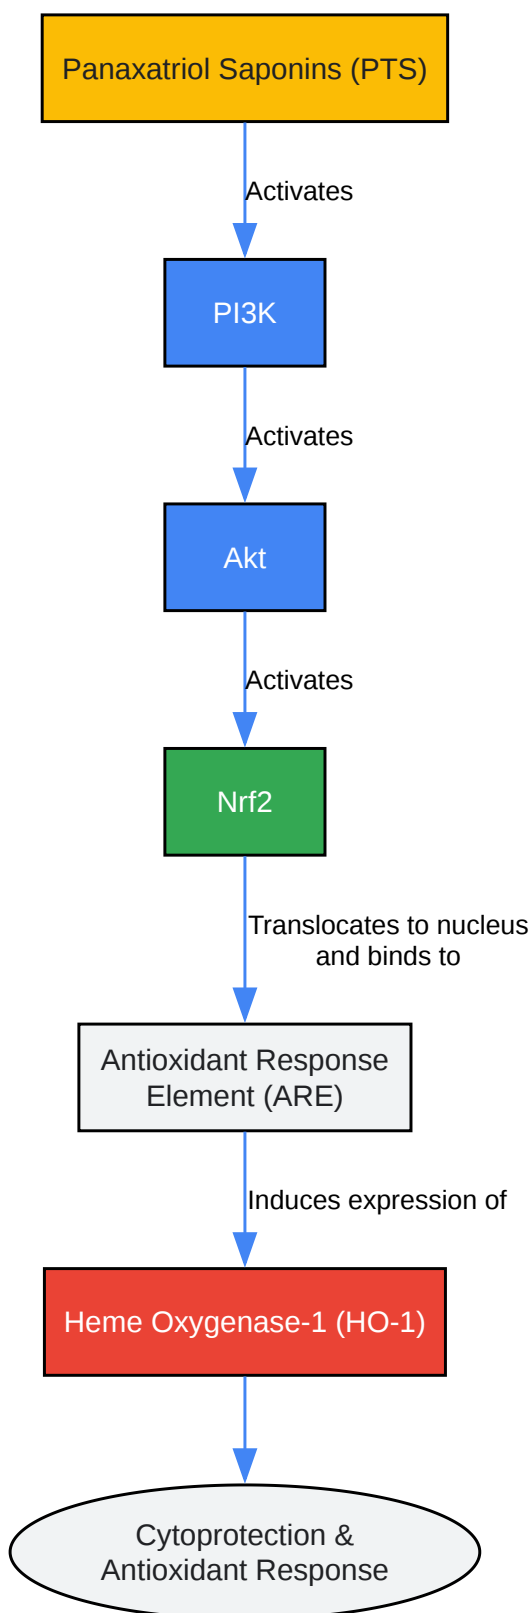 Panaxatriol Saponins (PTS)
Activates
PI3K
Activates
Akt
Activates
Nrf2
Translocates to nucleus
and binds to
Antioxidant Response
Element (ARE)
Induces expression of
Heme Oxygenase-1 (HO-1)
Cytoprotection &
Antioxidant Response